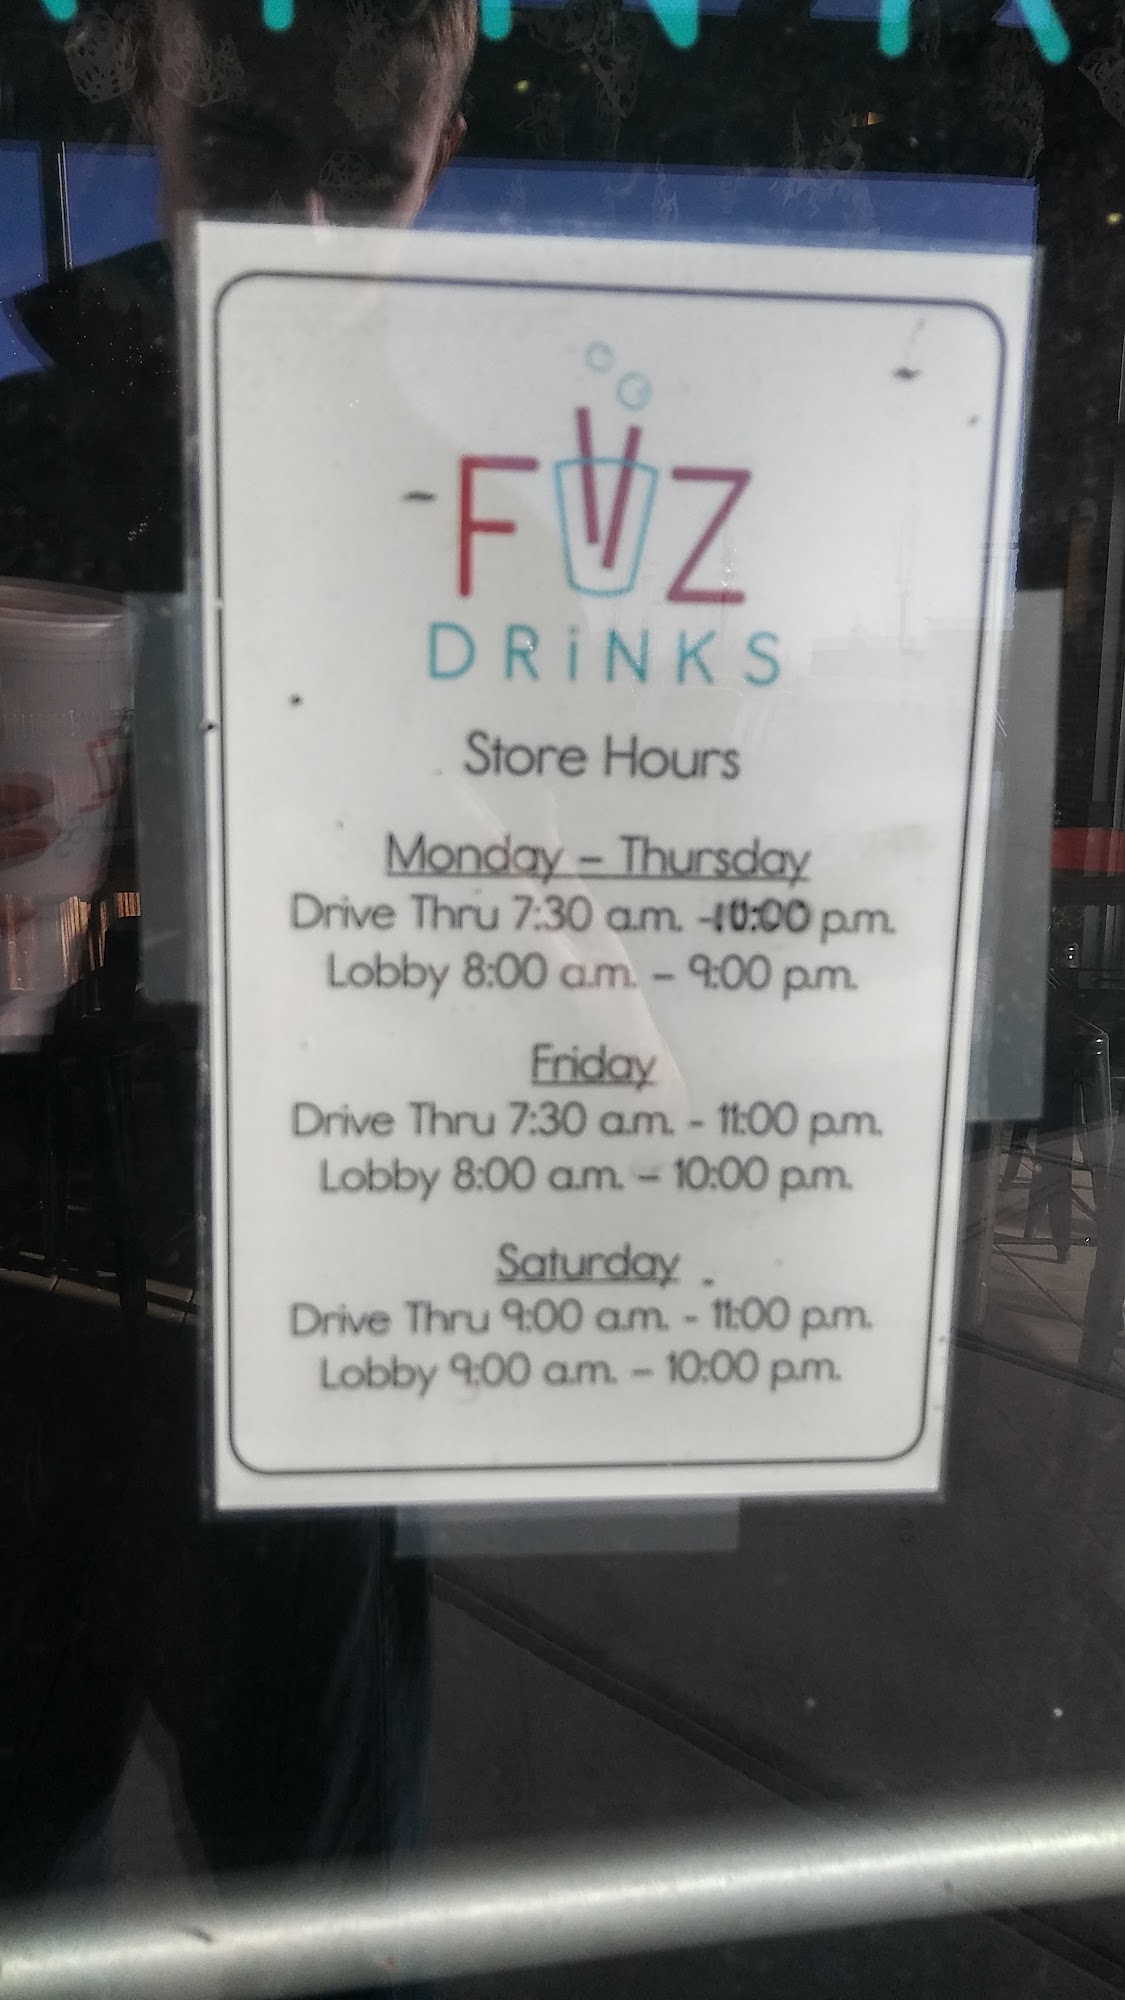 FUZ
DRiNKS
Store Hours
Monday – Thursday
Drive Thru 7:30 a.m. -10:00 p.m.
Lobby 8:00 a.m. – 9:00 p.m.
Friday
Drive Thru 7:30 a.m. - 11:00 p.m.
Lobby 8:00 a.m. – 10:00 p.m.
Saturday
Drive Thru 9:00 a.m. - 11:00 p.m.
Lobby 9:00 a.m. – 10:00 p.m.